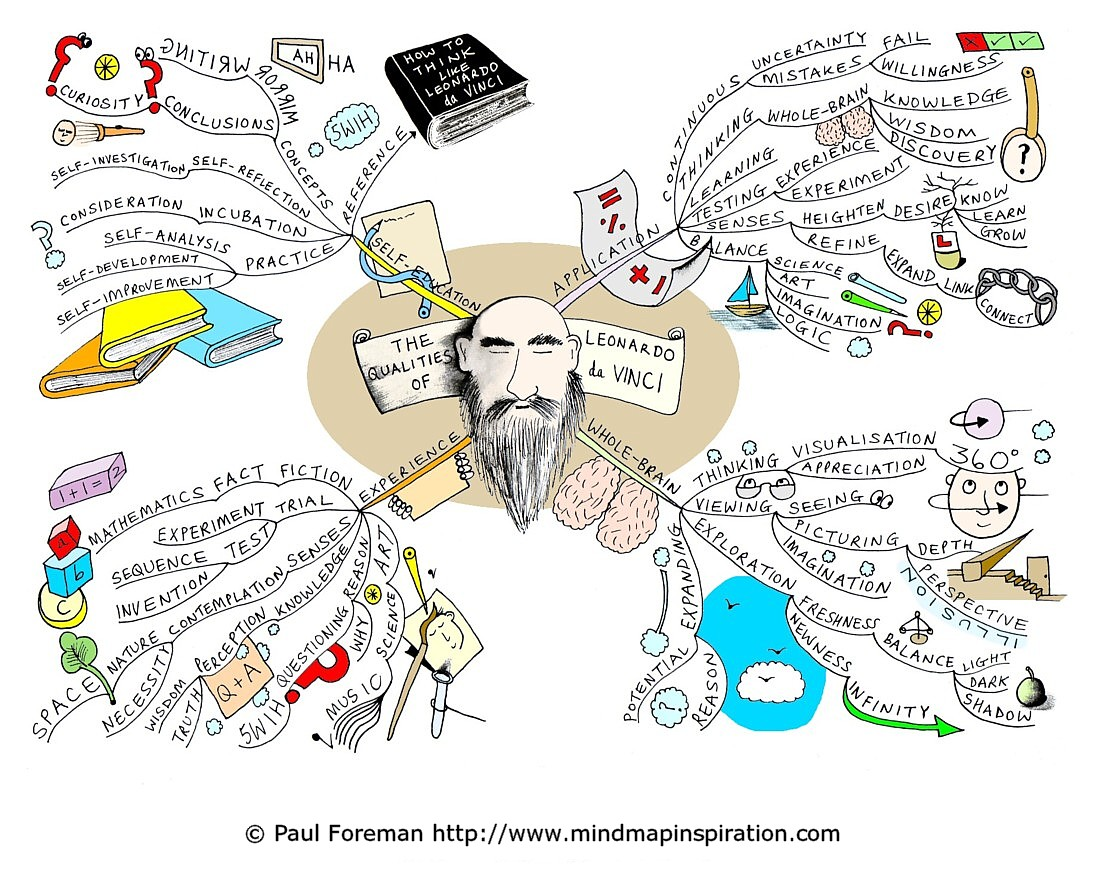 THE
QUALITIES
OF
LEONARDO
da VINCI
SELF-EDUCATION
REFERENCE
HOW TO
THINK
LIKE
LEONARDO
da VINCI
CONCEPTS
MIRROR WRITING
AH HA
5W1H
CONCLUSIONS
CURIOSITY
SELF-REFLECTION
SELF-INVESTIGATION
INCUBATION
CONSIDERATION
PRACTICE
SELF-ANALYSIS
SELF-DEVELOPMENT
SELF-IMPROVEMENT
APPLICATION
= %
× -
CONTINUOUS
UNCERTAINTY
MISTAKES
FAIL
WILLINGNESS
THINKING
WHOLE-BRAIN
KNOWLEDGE
WISDOM
DISCOVERY
?
LEARNING
TESTING
EXPERIENCE
EXPERIMENT
SENSES
HEIGHTEN
DESIRE
KNOW
LEARN
GROW
L
REFINE
EXPAND
LINK
CONNECT
BALANCE
SCIENCE
ART
IMAGINATION
LOGIC
EXPERIENCE
FICTION
FACT
MATHEMATICS
1+1=2
TRIAL
EXPERIMENT
TEST
SEQUENCE
INVENTION
a
b
c
SENSES
CONTEMPLATION
NATURE
SPACE
NECESSITY
KNOWLEDGE
PERCEPTION
WISDOM
TRUTH
Q+A
REASON
QUESTIONING
WHY
5W1H
ART
SCIENCE
MUSIC
WHOLE-BRAIN
THINKING
VISUALISATION
APPRECIATION
360°
VIEWING
SEEING
PICTURING
DEPTH
PERSPECTIVE
ILLUSION
IMAGINATION
EXPLORATION
FRESHNESS
BALANCE
LIGHT
DARK
SHADOW
NEWNESS
INFINITY
EXPANDING
POTENTIAL
REASON
© Paul Foreman http://www.mindmapinspiration.com